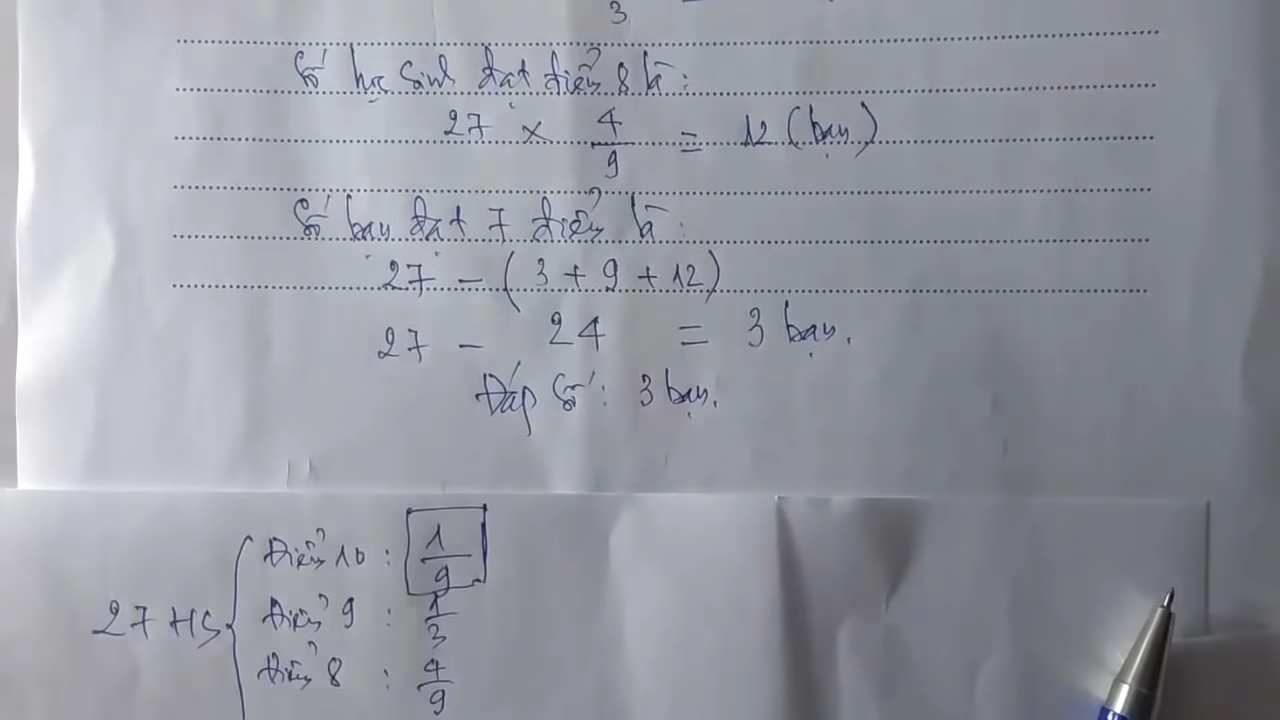 3
Số học sinh đạt điểm 8 là:
27 × 4/9 = 12 (bạn)
Số bạn đạt 7 điểm là:
27 - ( 3 + 9 + 12)
27 - 24 = 3 bạn.
Đáp số: 3 bạn.
27 HS
Điểm 10 : 1/9
Điểm 9 : 1/3
Điểm 8 : 4/9